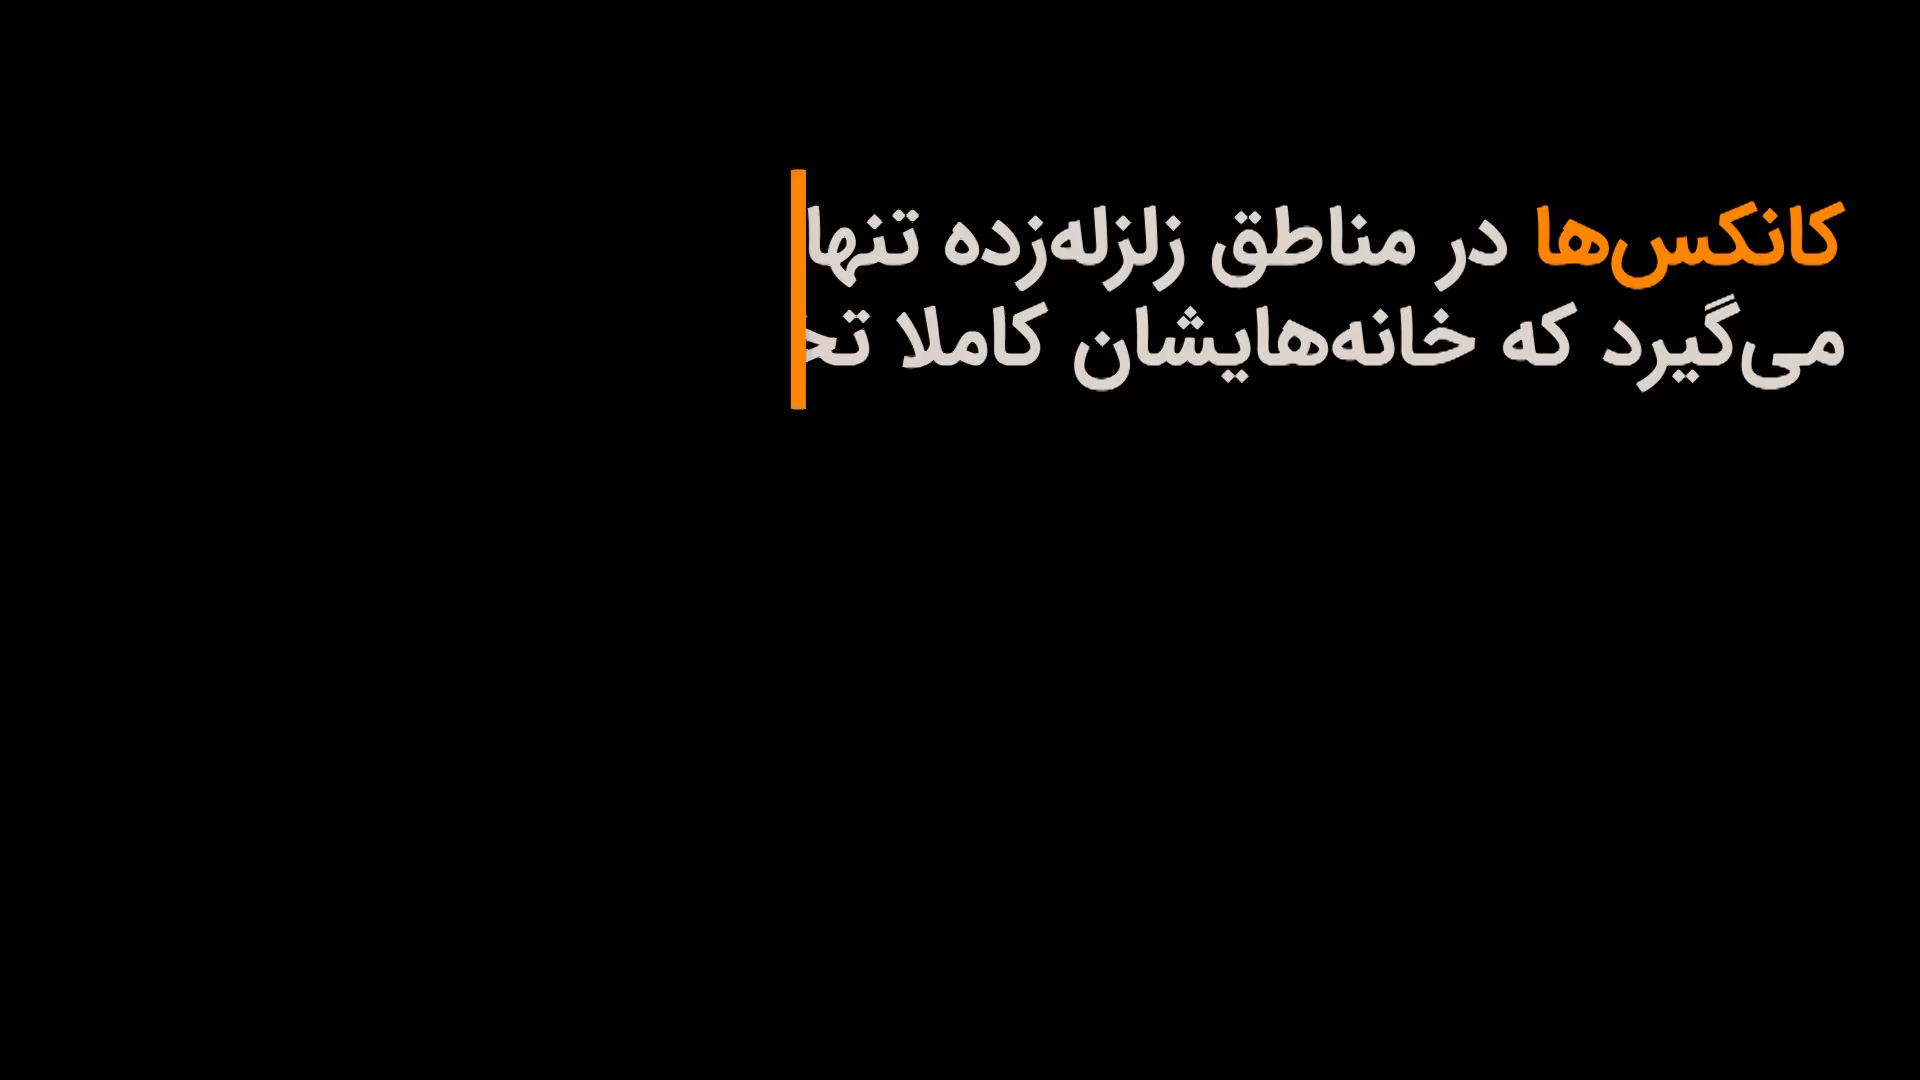 کانکس‌ها در مناطق زلزله‌زده تنها
می‌گیرد که خانه‌هایشان کاملا